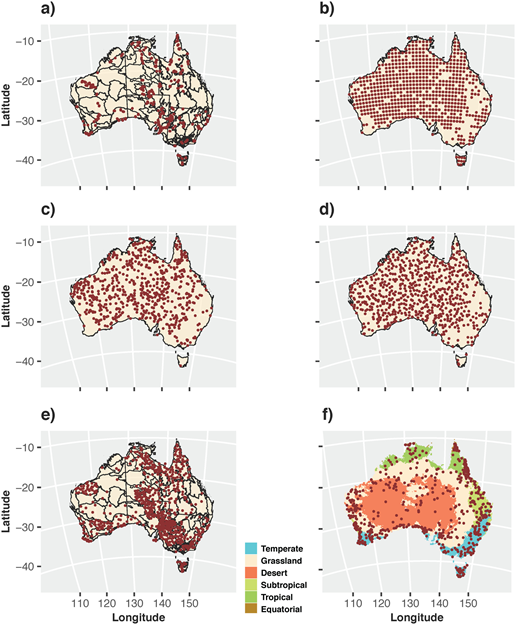 a)
b)
−10
−20
−30
−40
Latitude
c)
d)
−10
−20
−30
−40
Latitude
e)
f)
−10
−20
−30
−40
Latitude
Temperate
Grassland
Desert
Subtropical
Tropical
Equatorial
110 120 130 140 150
110 120 130 140 150
Longitude
Longitude